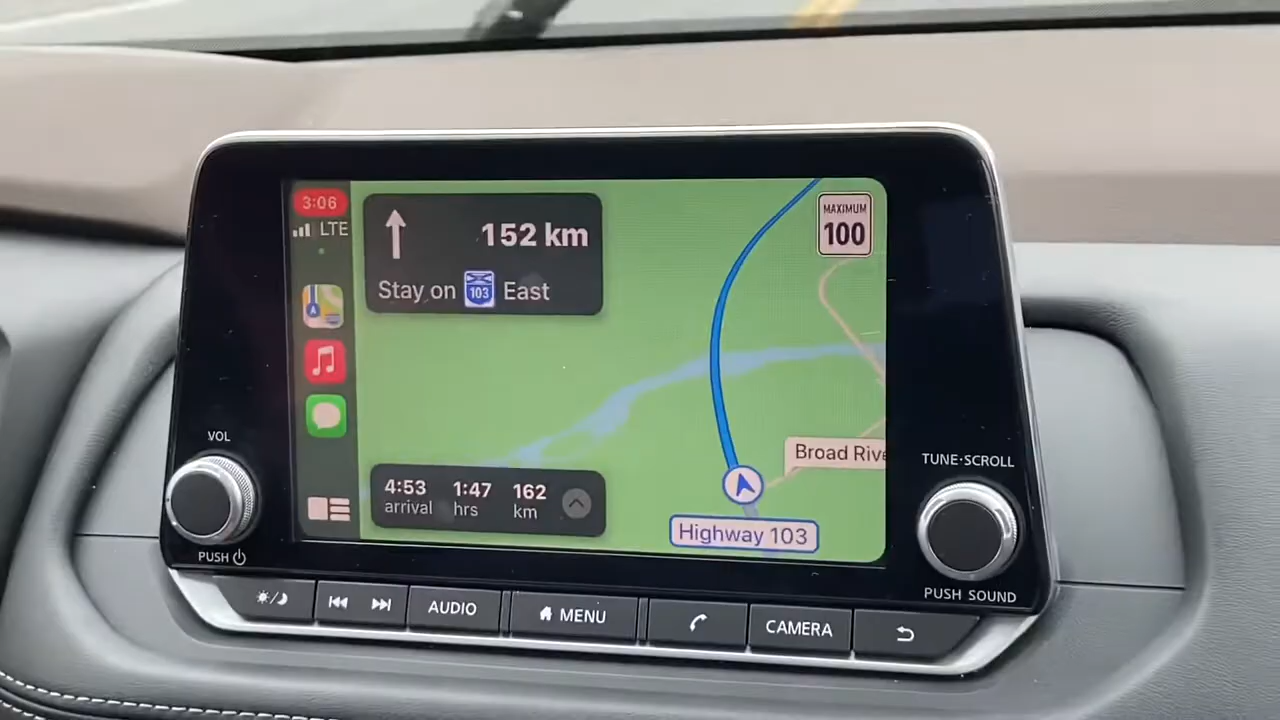 3:06
LTE
152 km
Stay on 103 East
MAXIMUM
100
Broad Rive
4:53 1:47 162
arrival hrs km
Highway 103
VOL
PUSH
TUNE·SCROLL
PUSH SOUND
AUDIO
MENU
CAMERA